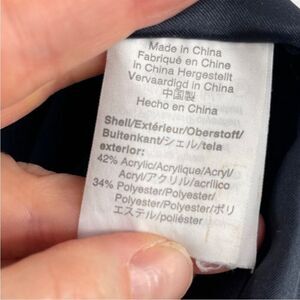 Made in China
Fabriqué en Chine
In China Hergestellt
Vervaardigd in China
中国製
Hecho en China
Shell/Extérieur/Oberstoff/
Buitenkant/シェル/tela
exterior:
42% Acrylic/Acrylique/Acryl/
Acryl/アクリル/acrílico
34% Polyester/Polyester/
Polyester/Polyester/ポリ
エステル/poliéster